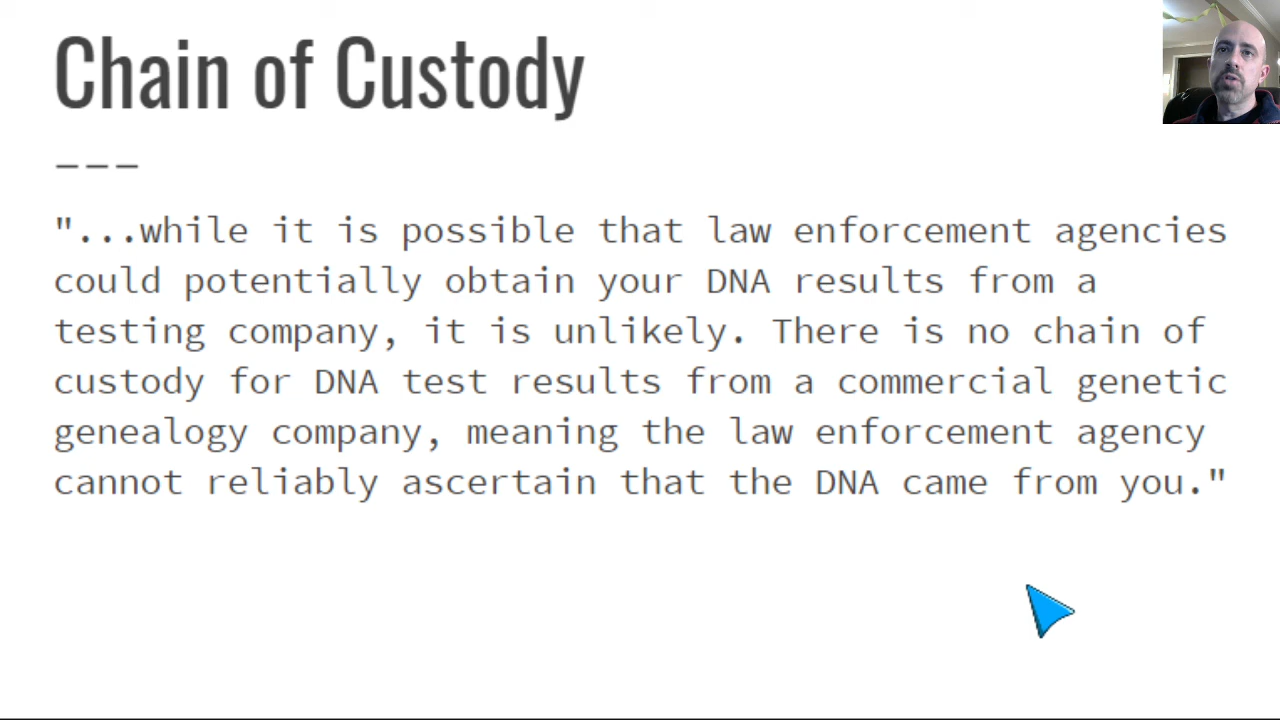 Chain of Custody
---
"...while it is possible that law enforcement agencies
could potentially obtain your DNA results from a
testing company, it is unlikely. There is no chain of
custody for DNA test results from a commercial genetic
genealogy company, meaning the law enforcement agency
cannot reliably ascertain that the DNA came from you."